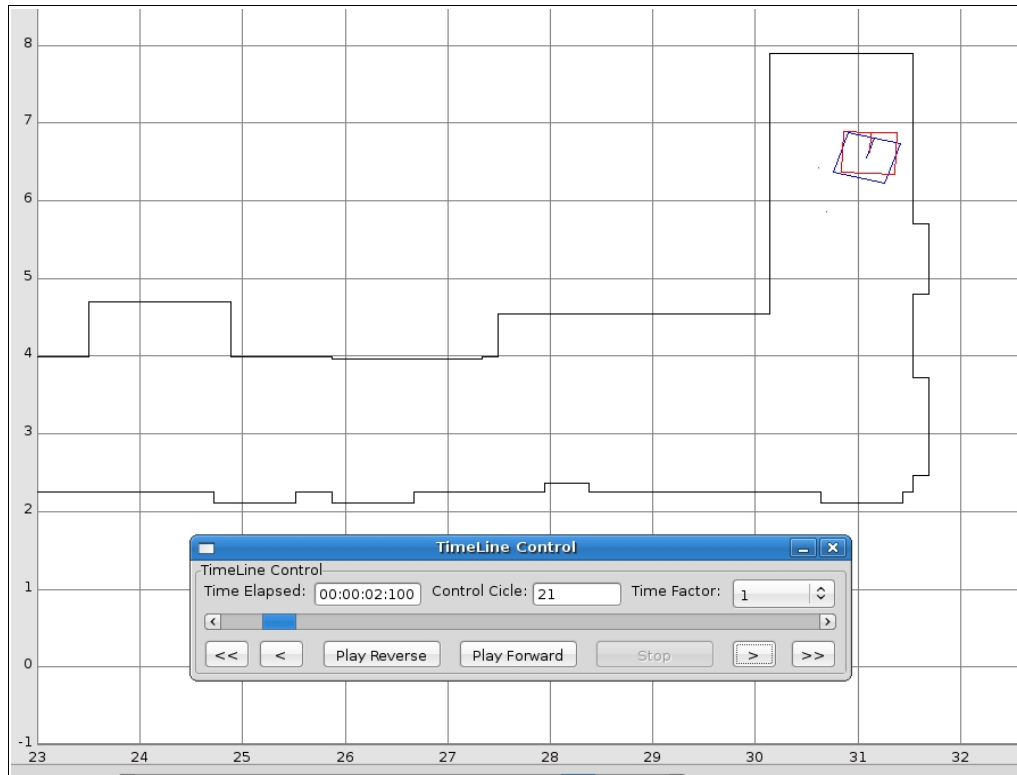 8
7
6
5
4
3
2
TimeLine Control
TimeLine Control
Time Elapsed: 00:00:02:100 Control Cicle: 21 Time Factor: 1
1
<< < Play Reverse Play Forward Stop > >>
0
-1
23 24 25 26 27 28 29 30 31 32